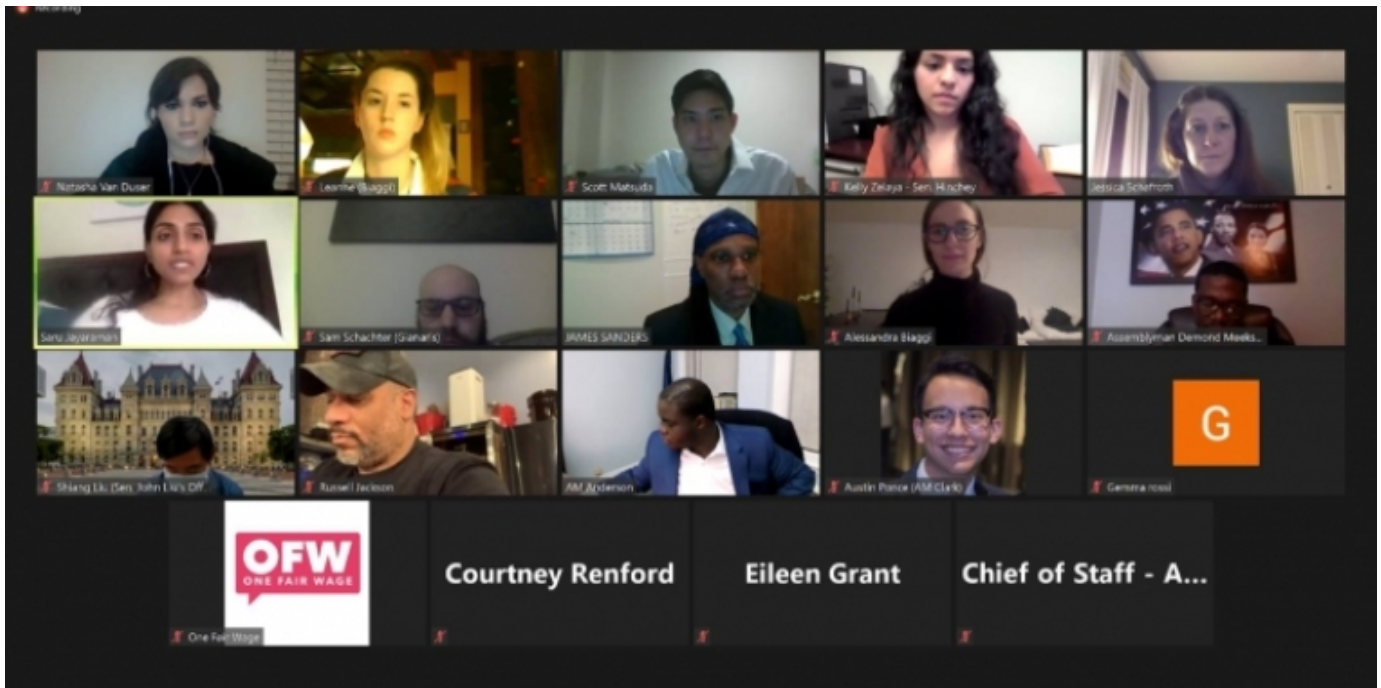 recording
Natasha Van Duser
Leanne (Biaggi)
Scott Matsuda
Kelly Zelaya - Sen. Hinchey
Jessica Schafroth
Saru Jayaraman
Sam Schachter (Gianaris)
JAMES SANDERS
Alessandra Biaggi
Assemblyman Demond Meeks...
Shiang Liu (Sen. John Liu's Off...
Russell Jackson
AM Anderson
Austin Ponce (AM Clark)
G
Gemma rossi
OFW
ONE FAIR WAGE
One Fair Wage
Courtney Renford
Eileen Grant
Chief of Staff - A...